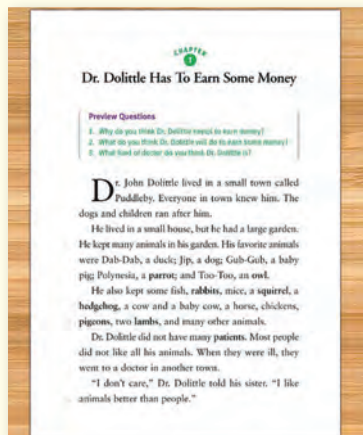 CHAPTER
1
Dr. Dolittle Has To Earn Some Money
Preview Questions
1. Why do you think Dr. Dolittle needs to earn money?
2. What do you think Dr. Dolittle will do to earn some money?
3. What kind of doctor do you think Dr. Dolittle is?
Dr. John Dolittle lived in a small town called
Puddleby. Everyone in town knew him. The
dogs and children ran after him.
He lived in a small house, but he had a large garden.
He kept many animals in his garden. His favorite animals
were Dab-Dab, a duck; Jip, a dog; Gub-Gub, a baby
pig; Polynesia, a parrot; and Too-Too, an owl.
He also kept some fish, rabbits, mice, a squirrel, a
hedgehog, a cow and a baby cow, a horse, chickens,
pigeons, two lambs, and many other animals.
Dr. Dolittle did not have many patients. Most people
did not like all his animals. When they were ill, they
went to a doctor in another town.
"I don't care," Dr. Dolittle told his sister. "I like
animals better than people."